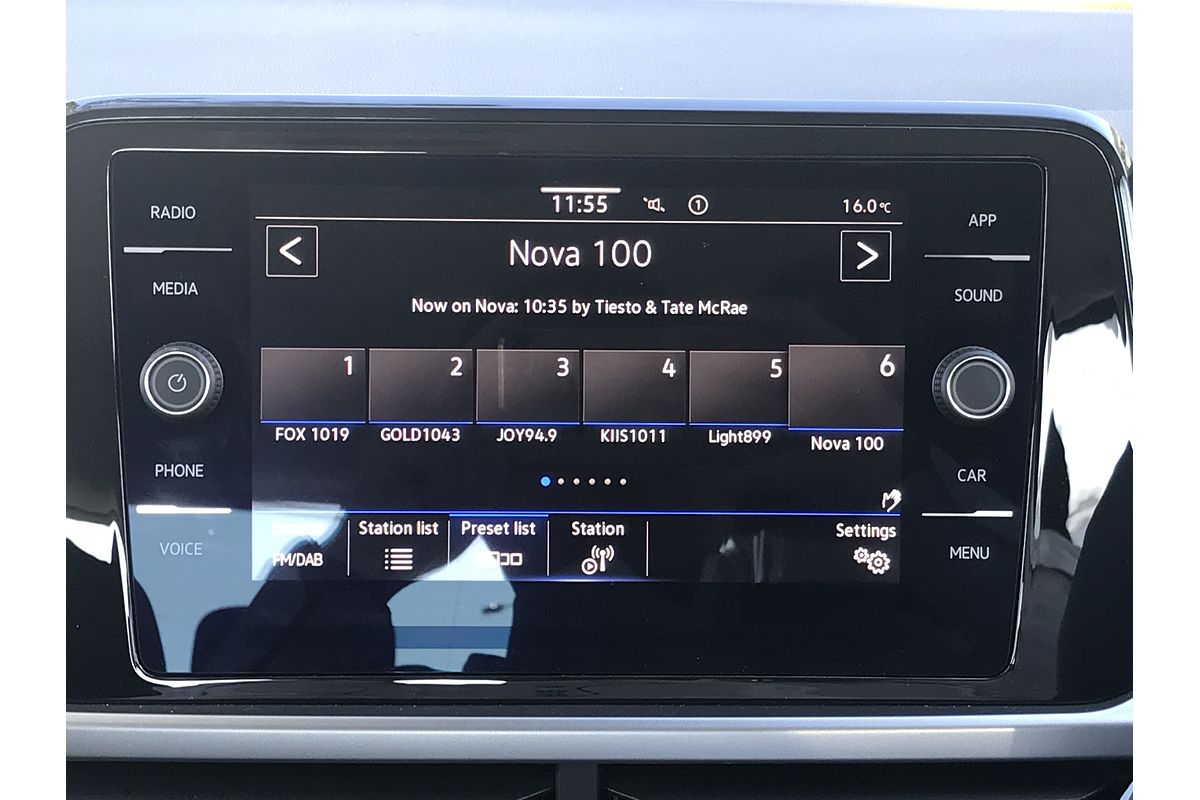 RADIO
MEDIA
PHONE
VOICE
11:55 1 16.0°C
Nova 100
Now on Nova: 10:35 by Tiesto & Tate McRae
1 2 3 4 5 6
FOX 1019 GOLD1043 JOY94.9 KIIS1011 Light899 Nova 100
Station list Preset list Station Settings
FM/DAB
APP
SOUND
CAR
MENU